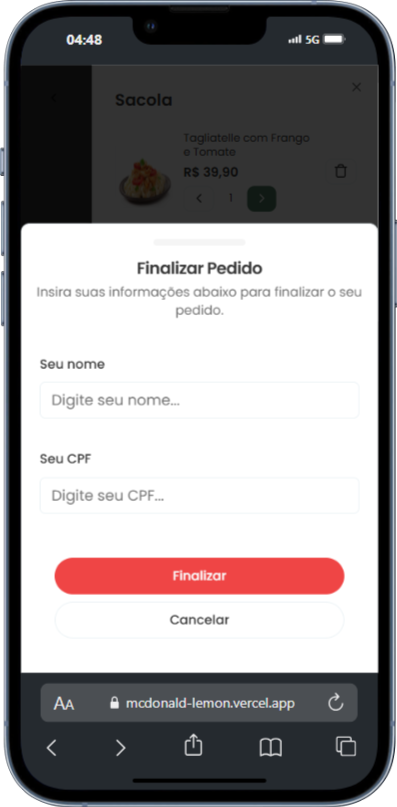 04:48
5G
Sacola
Tagliatelle com Frango
e Tomate
R$ 39,90
1
Finalizar Pedido
Insira suas informações abaixo para finalizar o seu
pedido.
Seu nome
Digite seu nome...
Seu CPF
Digite seu CPF...
Finalizar
Cancelar
AA
mcdonald-lemon.vercel.app